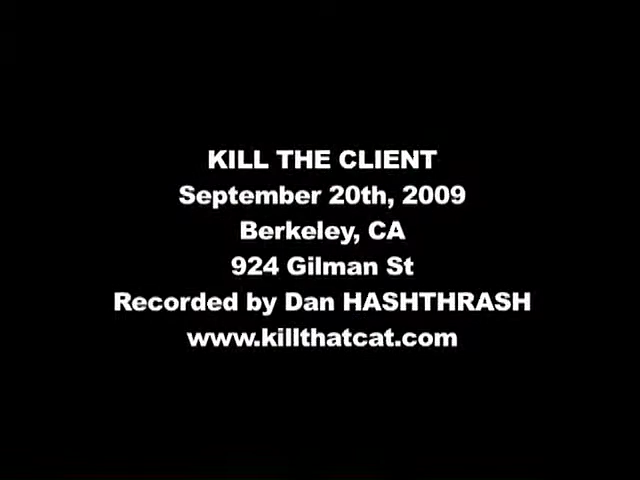 KILL THE CLIENT
September 20th, 2009
Berkeley, CA
924 Gilman St
Recorded by Dan HASHTHRASH
www.killthatcat.com